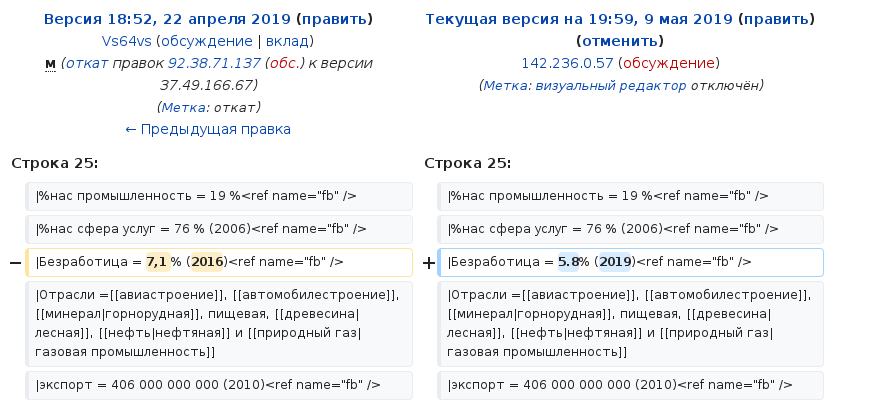 Версия 18:52, 22 апреля 2019 (править)
Vs64vs (обсуждение | вклад)
м (откат правок 92.38.71.137 (обс.) к версии
37.49.166.67)
(Метка: откат)
← Предыдущая правка
Текущая версия на 19:59, 9 мая 2019 (править)
(отменить)
142.236.0.57 (обсуждение)
(Метка: визуальный редактор отключён)
Строка 25:
Строка 25:
|%нас промышленность = 19 %<ref name="fb" />
|%нас промышленность = 19 %<ref name="fb" />
|%нас сфера услуг = 76 % (2006)<ref name="fb" />
|%нас сфера услуг = 76 % (2006)<ref name="fb" />
− |Безработица = 7,1 % (2016)<ref name="fb" />
+ |Безработица = 5.8% (2019)<ref name="fb" />
|Отрасли =[[авиастроение]], [[автомобилестроение]],
[[минерал|горнорудная]], пищевая, [[древесина|
лесная]], [[нефть|нефтяная]] и [[природный газ|
газовая промышленность]]
|Отрасли =[[авиастроение]], [[автомобилестроение]],
[[минерал|горнорудная]], пищевая, [[древесина|
лесная]], [[нефть|нефтяная]] и [[природный газ|
газовая промышленность]]
|экспорт = 406 000 000 000 (2010)<ref name="fb" />
|экспорт = 406 000 000 000 (2010)<ref name="fb" />